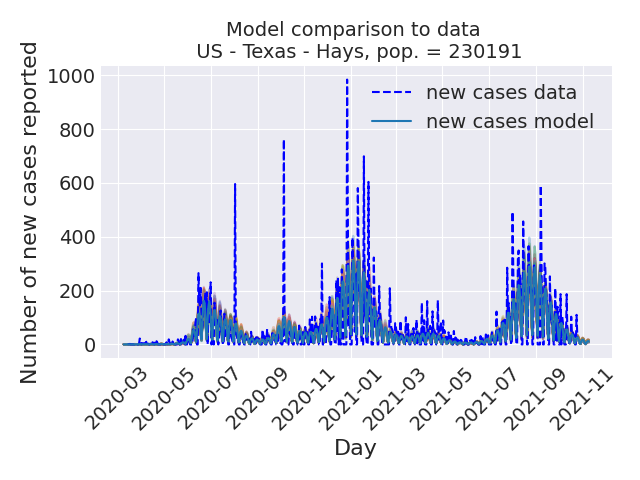 Model comparison to data
US - Texas - Hays, pop. = 230191
Number of new cases reported
1000
800
600
400
200
0
new cases data
new cases model
2020-03
2020-05
2020-07
2020-09
2020-11
2021-01
2021-03
2021-05
2021-07
2021-09
2021-11
Day